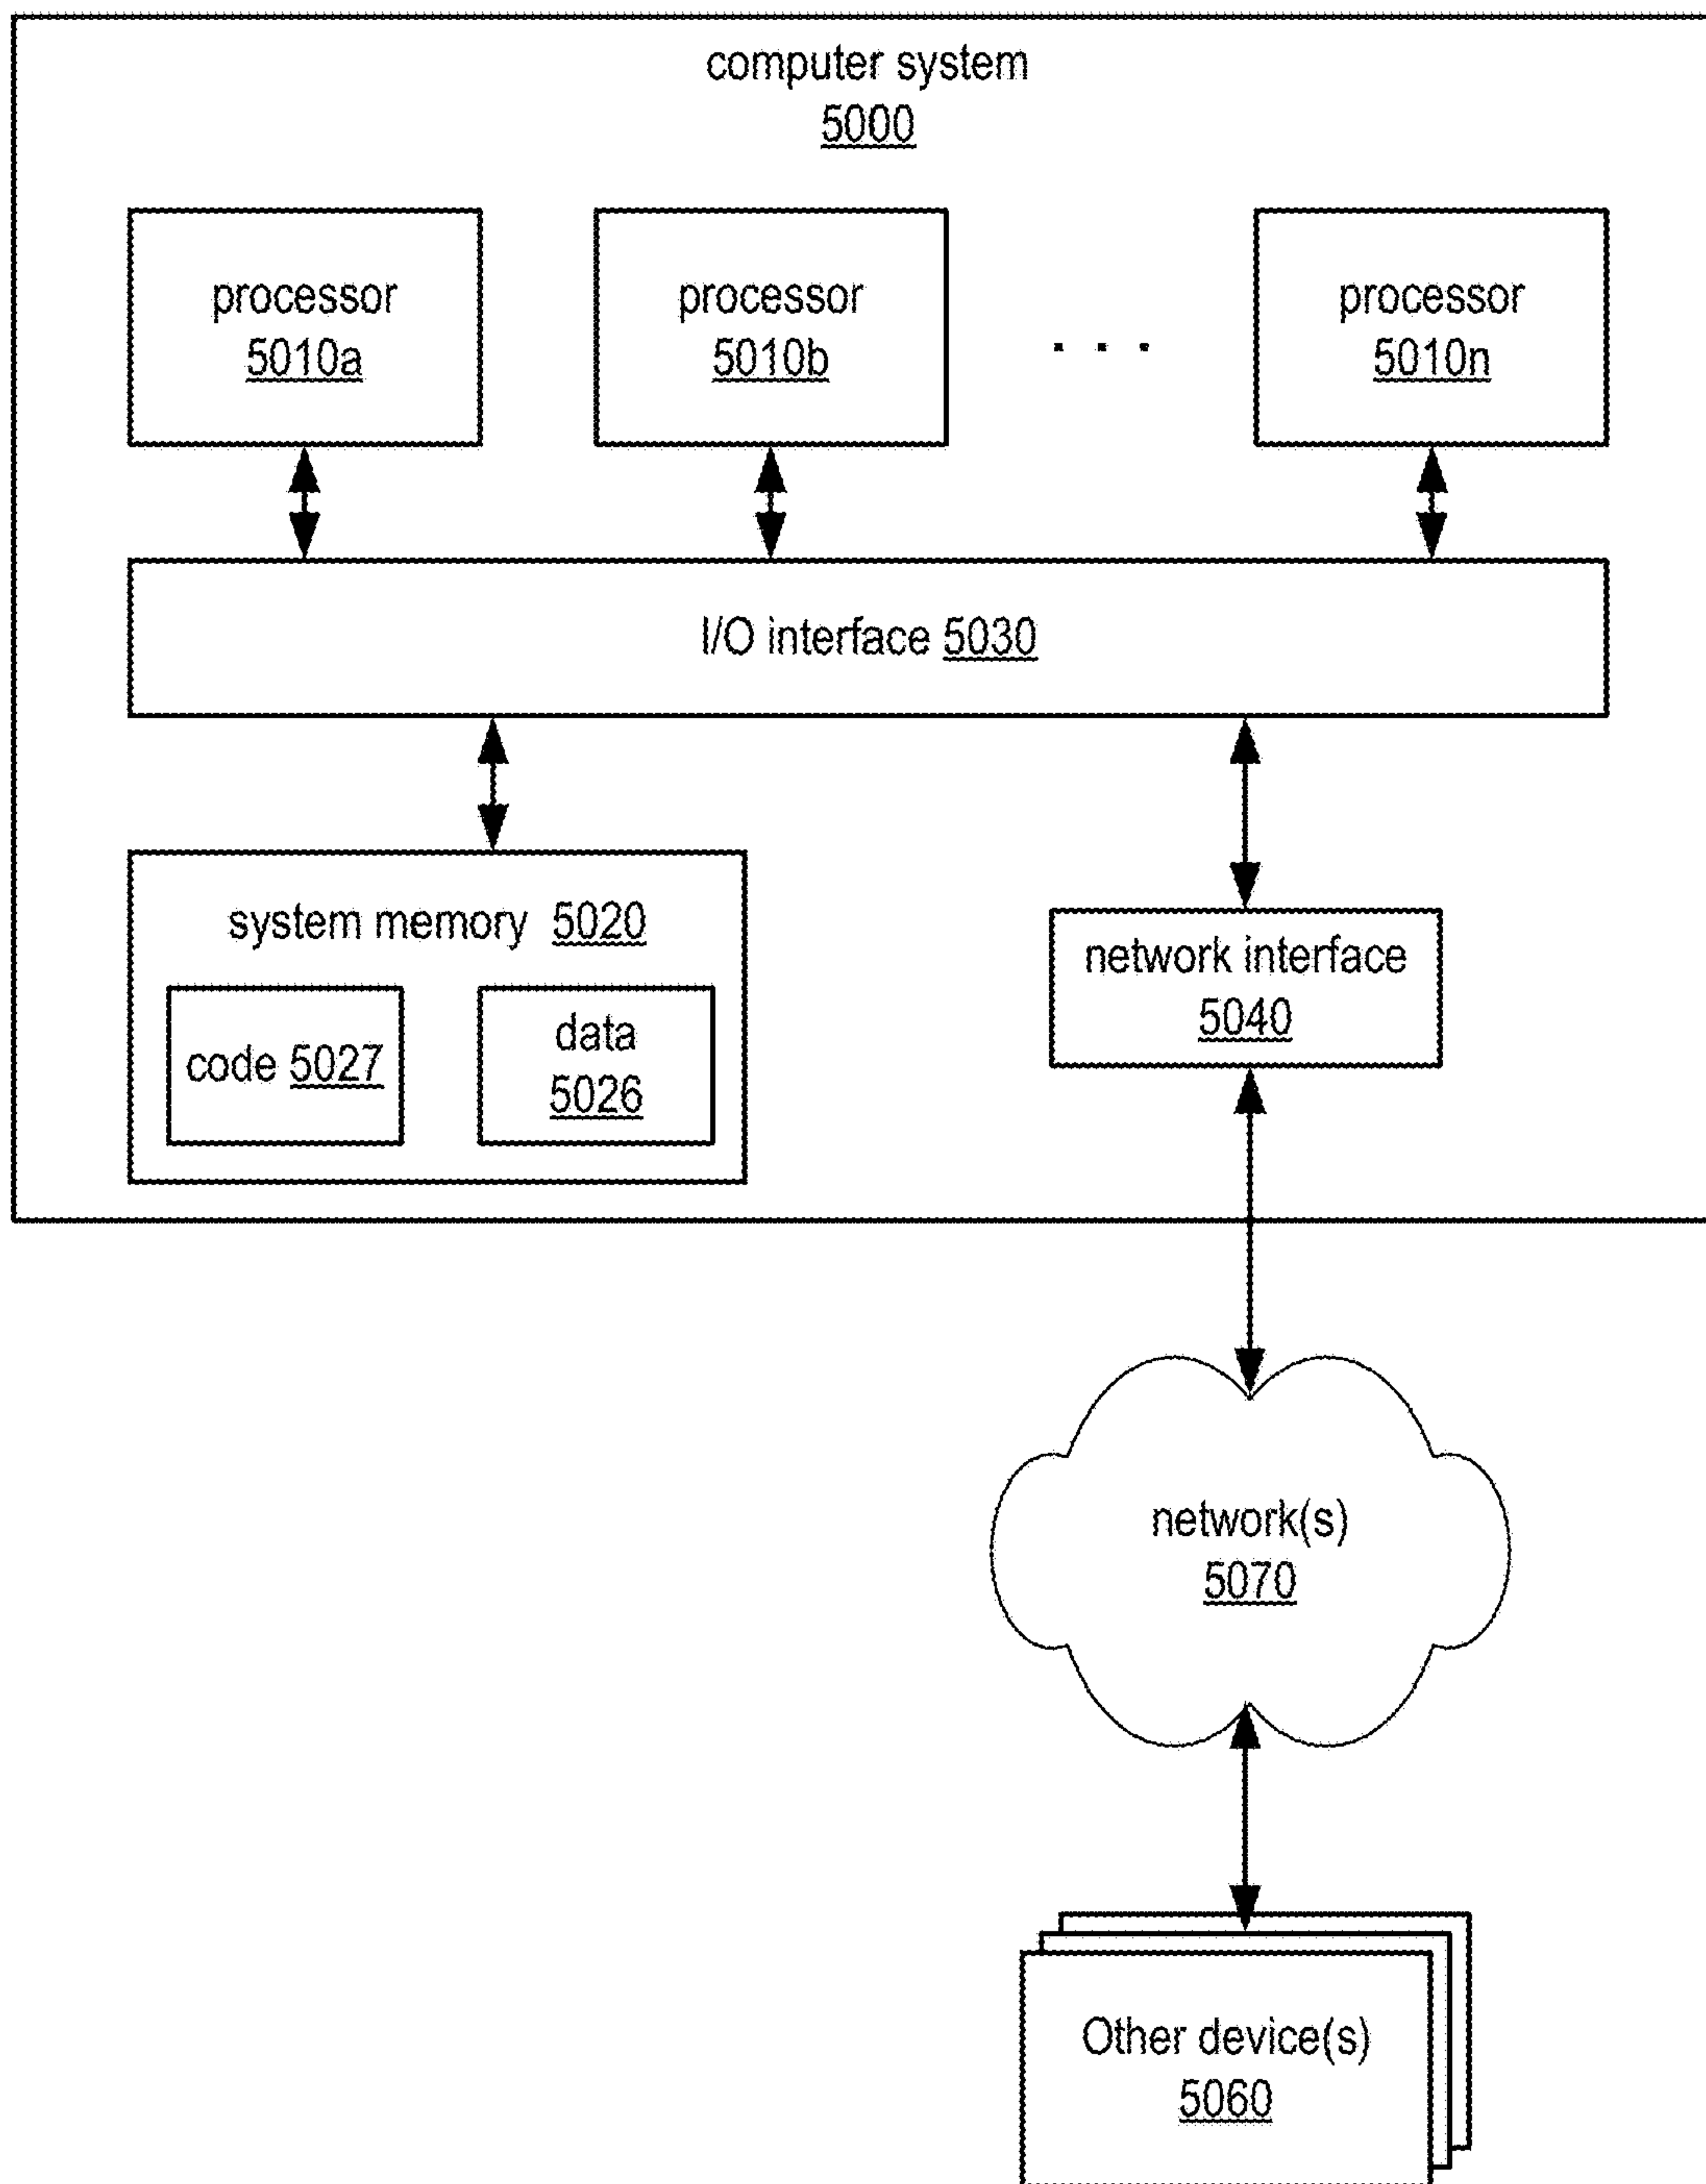 computer system
5000
processor
5010a
processor
5010b
. . .
processor
5010n
I/O interface 5030
system memory 5020
code 5027
data
5026
network interface
5040
network(s)
5070
Other device(s)
5060